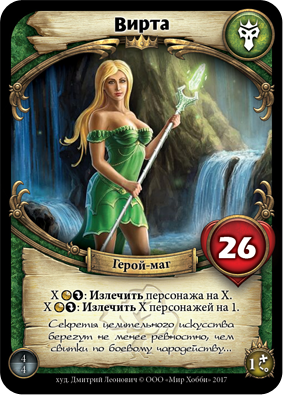 Вирта
26
Герой-маг
X : Излечить персонажа на X.
X : Излечить X персонажей на 1.
Секреты целительного искусства
берегут не менее ревностно, чем
свитки по боевому чародейству...
4/4
1
худ. Дмитрий Леонович © ООО «Мир Хобби» 2017